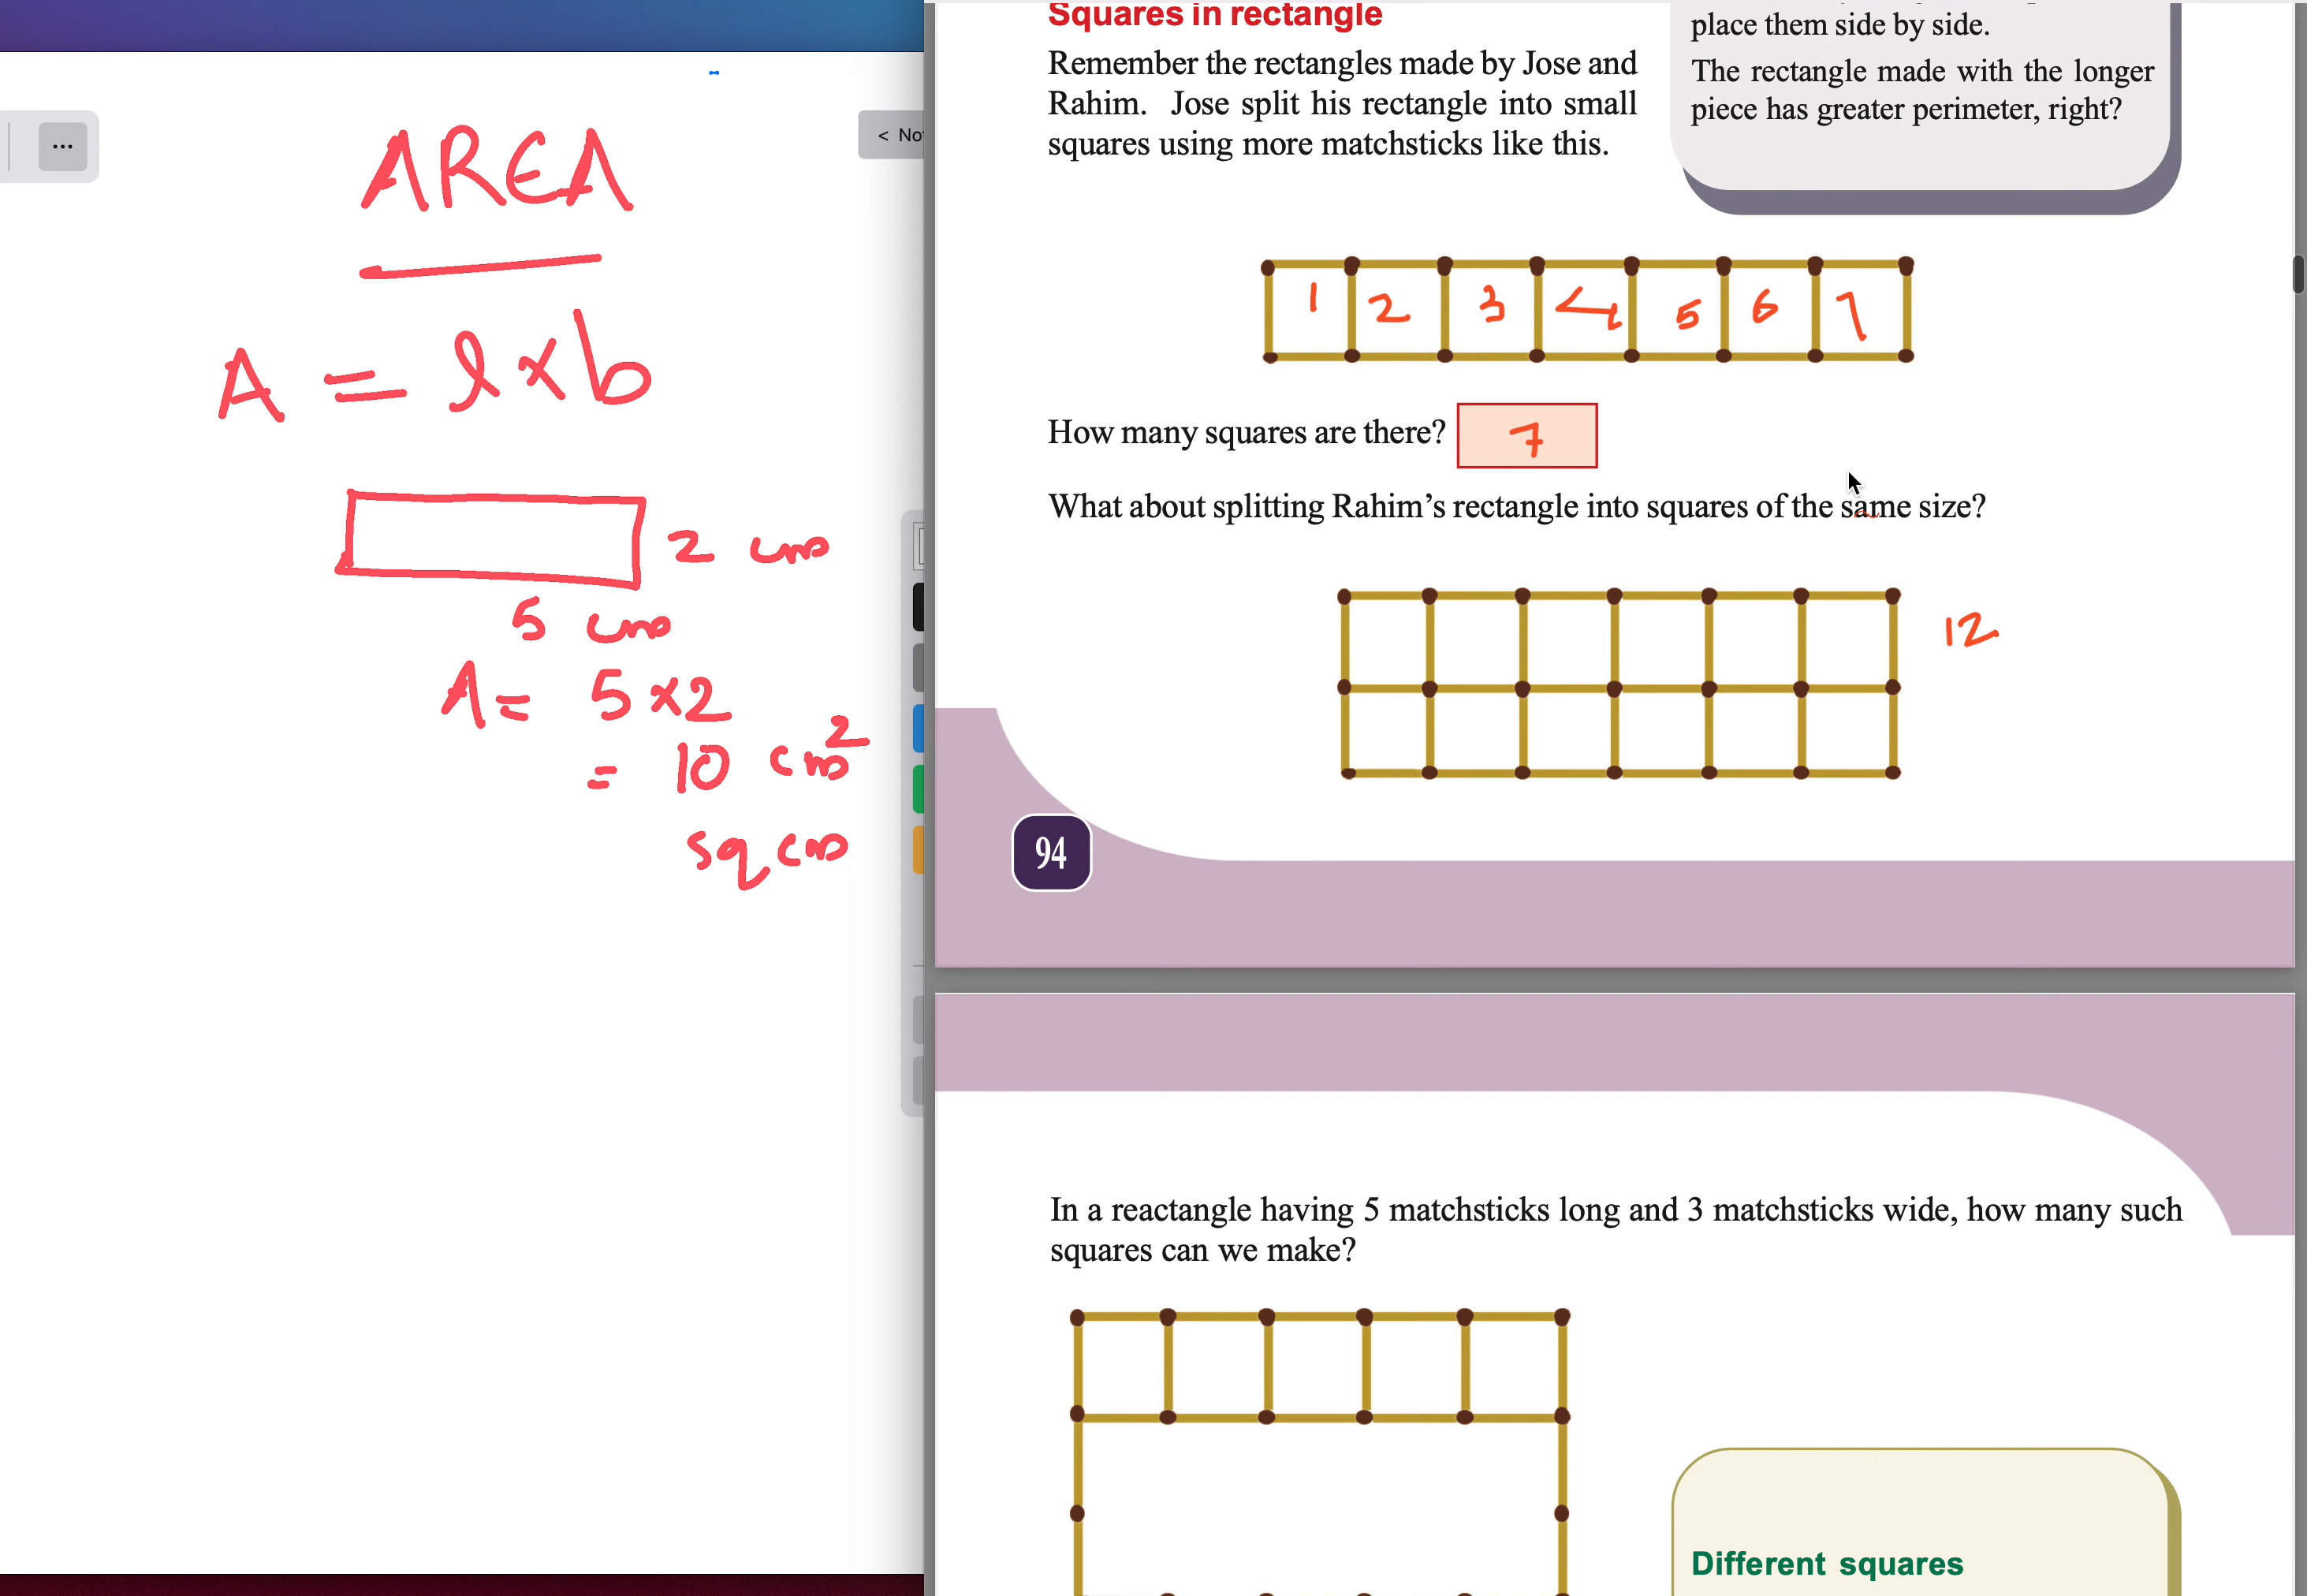 ...
< No
AREA
A = l × b
2 cm
5 cm
A = 5 × 2
= 10 cm²
sq cm
Squares in rectangle
Remember the rectangles made by Jose and
Rahim. Jose split his rectangle into small
squares using more matchsticks like this.
place them side by side.
The rectangle made with the longer
piece has greater perimeter, right?
1 2 3 4 5 6 7
How many squares are there? 7
What about splitting Rahim’s rectangle into squares of the same size?
12
94
In a reactangle having 5 matchsticks long and 3 matchsticks wide, how many such
squares can we make?
Different squares